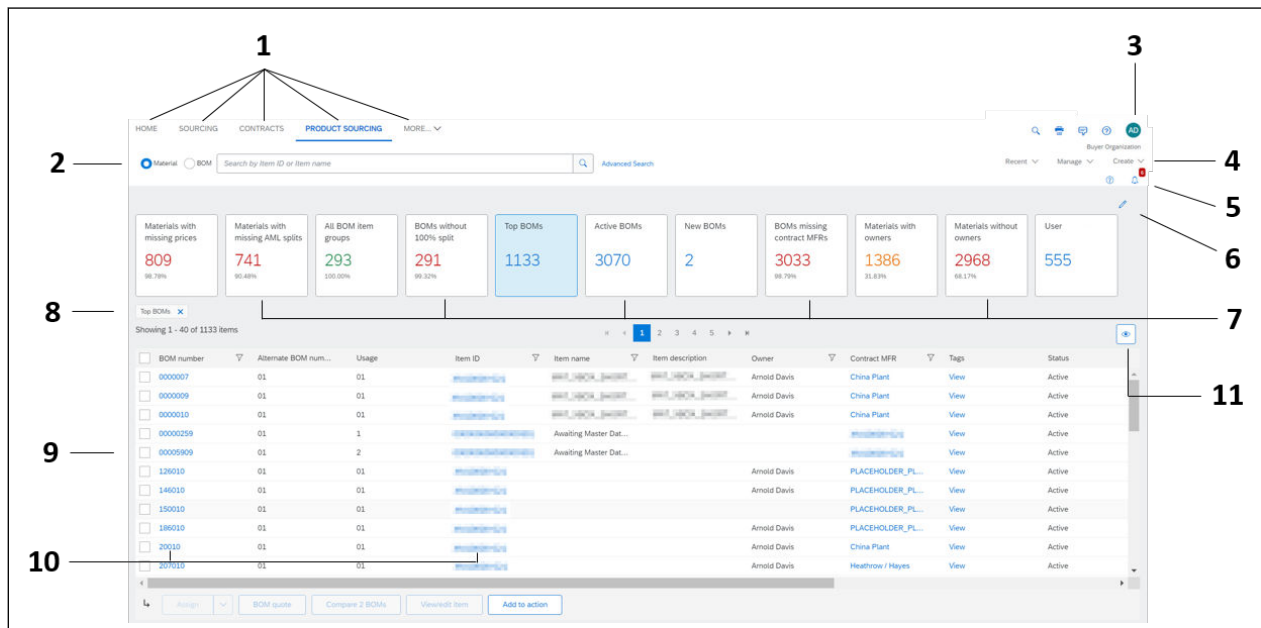 1
3
HOME SOURCING CONTRACTS PRODUCT SOURCING MORE...
AD
Buyer Organization
2
Material BOM Search by Item ID or Item name Advanced Search
Recent Manage Create
4
5
6
Materials with missing prices
809
98.79%
Materials with missing AML splits
741
90.48%
All BOM item groups
293
100.00%
BOMs without 100% split
291
99.32%
Top BOMs
1133
Active BOMs
3070
New BOMs
2
BOMs missing contract MFRs
3033
99.79%
Materials with owners
1386
31.83%
Materials without owners
2968
68.17%
User
555
8
Top BOMs
7
Showing 1 - 40 of 1133 items
1 2 3 4 5
BOM number Alternate BOM num... Usage Item ID Item name Item description Owner Contract MFR Tags Status
0000007 01 01 Arnold Davis China Plant View Active
0000009 01 01 Arnold Davis China Plant View Active
0000010 01 01 Arnold Davis China Plant View Active
11
00000259 01 1 Awaiting Master Dat... View Active
9
00005909 01 2 Awaiting Master Dat... View Active
126010 01 01 Arnold Davis PLACEHOLDER_PL... View Active
146010 01 01 Arnold Davis PLACEHOLDER_PL... View Active
150010 01 01 PLACEHOLDER_PL... View Active
186010 01 01 Arnold Davis PLACEHOLDER_PL... View Active
20010 01 01 Arnold Davis China Plant View Active
10
207010 01 01 Arnold Davis Heathrow / Hayes View Active
Assign BOM quote Compare 2 BOMs View/edit item Add to action